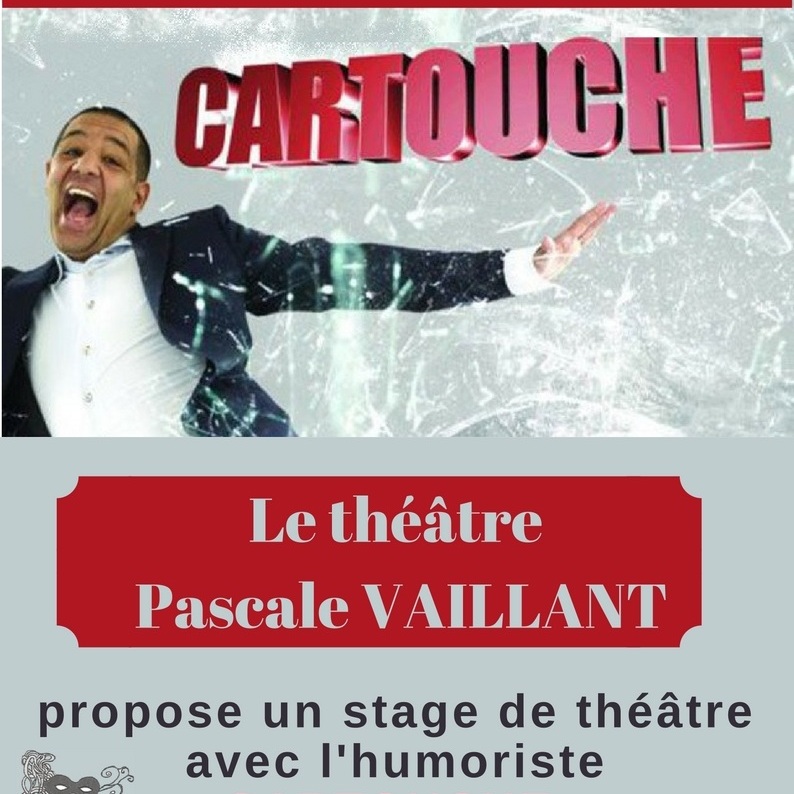 CARTOUCHE
Le théâtre
Pascale VAILLANT
propose un stage de théâtre
avec l'humoriste